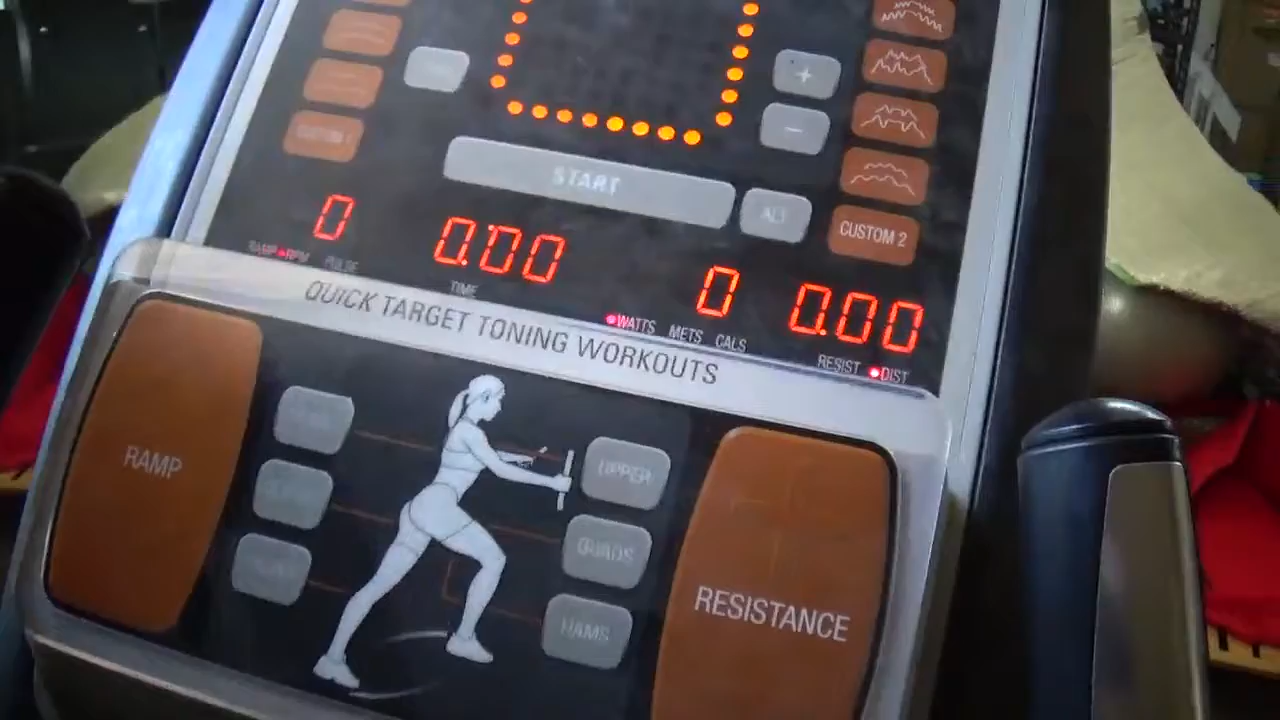 +
−
START
ALT
CUSTOM 2
0
0:00
0
0.00
RAMP RPM PULSE
TIME
WATTS METS CALS
RESIST DIST
QUICK TARGET TONING WORKOUTS
RAMP
UPPER
QUADS
HAMS
RESISTANCE